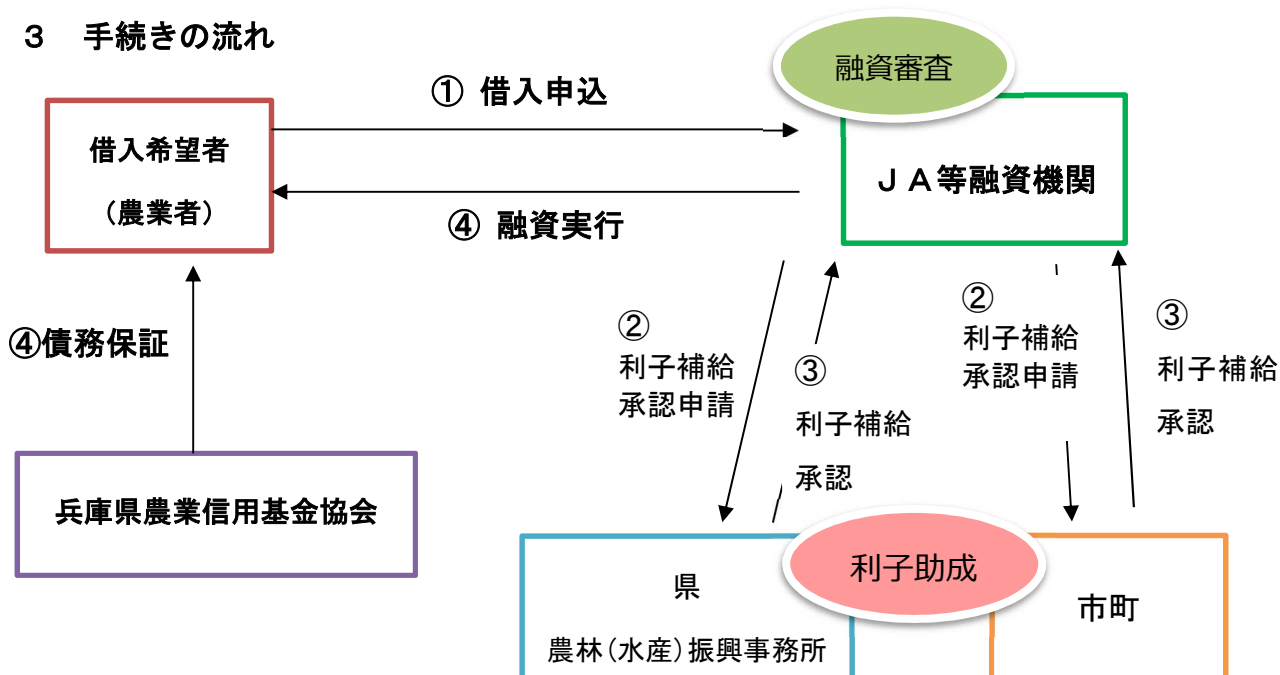 ３　手続きの流れ
融資審査
① 借入申込
借入希望者
（農業者）
ＪＡ等融資機関
④ 融資実行
④債務保証
②
利子補給
承認申請
③
利子補給
承認
②
利子補給
承認申請
③
利子補給
承認
兵庫県農業信用基金協会
利子助成
県
農林（水産）振興事務所
市町